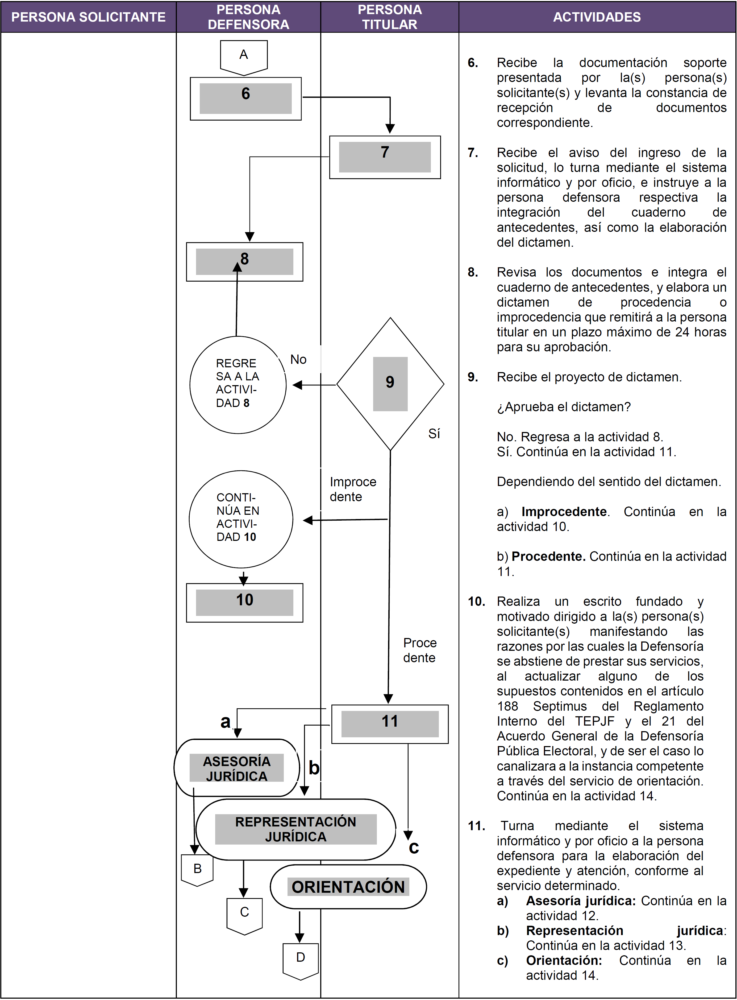 PERSONA SOLICITANTE
PERSONA
DEFENSORA
PERSONA
TITULAR
ACTIVIDADES
A
6
7
8
REGRE
SA A LA
ACTIVI-
DAD 8
No
9
Sí
Improce
dente
CONTI-
NÚA EN
ACTIVI-
DAD 10
10
Proce
dente
11
a
ASESORÍA
JURÍDICA
b
REPRESENTACIÓN
JURÍDICA
c
B
ORIENTACIÓN
C
D
6. Recibe la documentación soporte
presentada por la(s) persona(s)
solicitante(s) y levanta la constancia de
recepción de documentos
correspondiente.
7. Recibe el aviso del ingreso de la
solicitud, lo turna mediante el sistema
informático y por oficio, e instruye a la
persona defensora respectiva la
integración del cuaderno de
antecedentes, así como la elaboración
del dictamen.
8. Revisa los documentos e integra el
cuaderno de antecedentes, y elabora un
dictamen de procedencia o
improcedencia que remitirá a la persona
titular en un plazo máximo de 24 horas
para su aprobación.
9. Recibe el proyecto de dictamen.
¿Aprueba el dictamen?
No. Regresa a la actividad 8.
Sí. Continúa en la actividad 11.
Dependiendo del sentido del dictamen.
a) Improcedente. Continúa en la
actividad 10.
b) Procedente. Continúa en la actividad
11.
10. Realiza un escrito fundado y
motivado dirigido a la(s) persona(s)
solicitante(s) manifestando las
razones por las cuales la Defensoría
se abstiene de prestar sus servicios,
al actualizar alguno de los
supuestos contenidos en el artículo
188 Septimus del Reglamento
Interno del TEPJF y el 21 del
Acuerdo General de la Defensoría
Pública Electoral, y de ser el caso lo
canalizara a la instancia competente
a través del servicio de orientación.
Continúa en la actividad 14.
11. Turna mediante el sistema
informático y por oficio a la persona
defensora para la elaboración del
expediente y atención, conforme al
servicio determinado.
a) Asesoría jurídica: Continúa en la
actividad 12.
b) Representación jurídica:
Continúa en la actividad 13.
c) Orientación: Continúa en la
actividad 14.